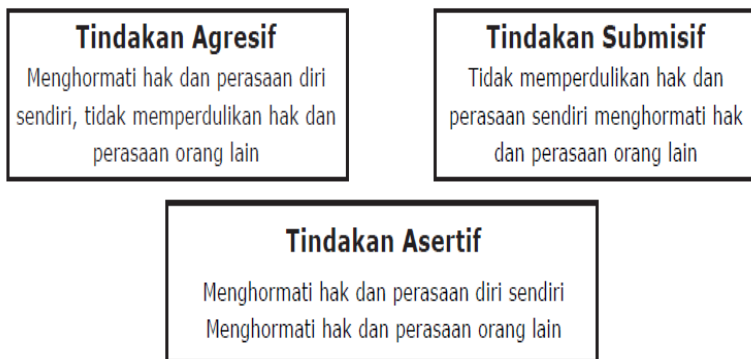 Tindakan Agresif
Menghormati hak dan perasaan diri
sendiri, tidak memperdulikan hak dan
perasaan orang lain
Tindakan Submisif
Tidak memperdulikan hak dan
perasaan sendiri menghormati hak
dan perasaan orang lain
Tindakan Asertif
Menghormati hak dan perasaan diri sendiri
Menghormati hak dan perasaan orang lain